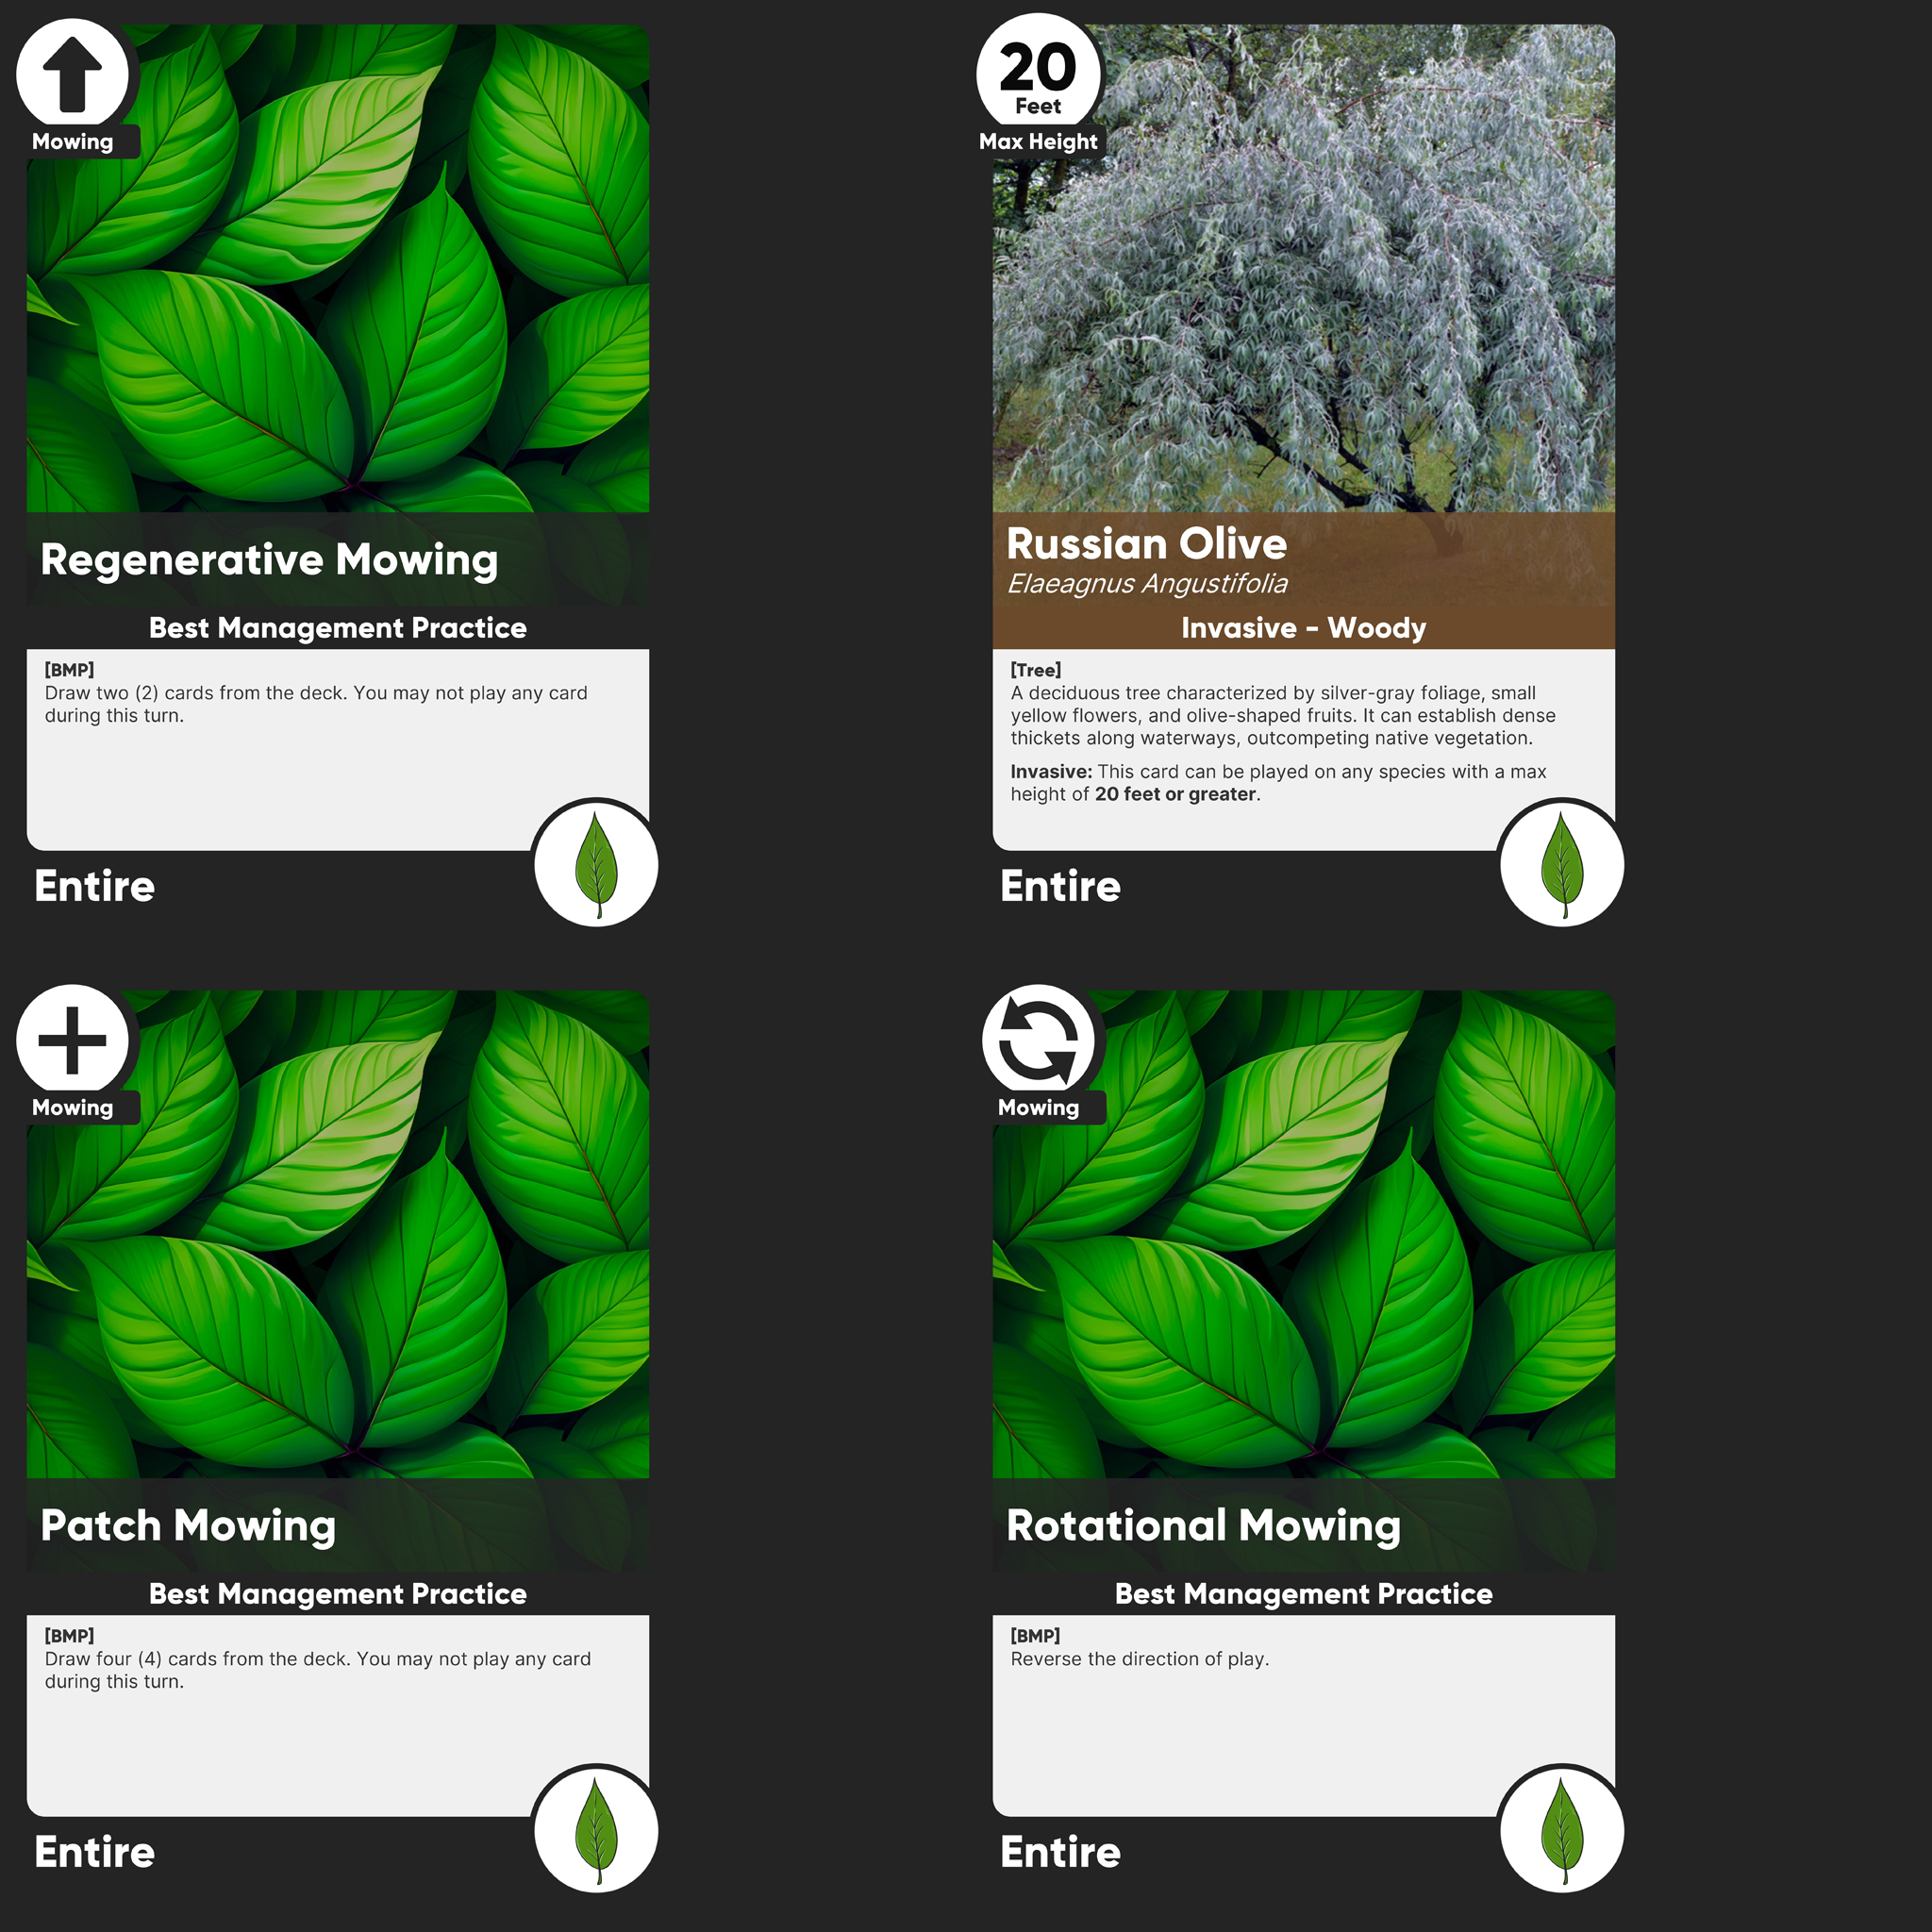 Mowing
Regenerative Mowing
Best Management Practice
[BMP]
Draw two (2) cards from the deck. You may not play any card
during this turn.
Entire
20
Feet
Max Height
Russian Olive
Elaeagnus Angustifolia
Invasive - Woody
[Tree]
A deciduous tree characterized by silver-gray foliage, small
yellow flowers, and olive-shaped fruits. It can establish dense
thickets along waterways, outcompeting native vegetation.
Invasive: This card can be played on any species with a max
height of 20 feet or greater.
Entire
Mowing
Patch Mowing
Best Management Practice
[BMP]
Draw four (4) cards from the deck. You may not play any card
during this turn.
Entire
Mowing
Rotational Mowing
Best Management Practice
[BMP]
Reverse the direction of play.
Entire